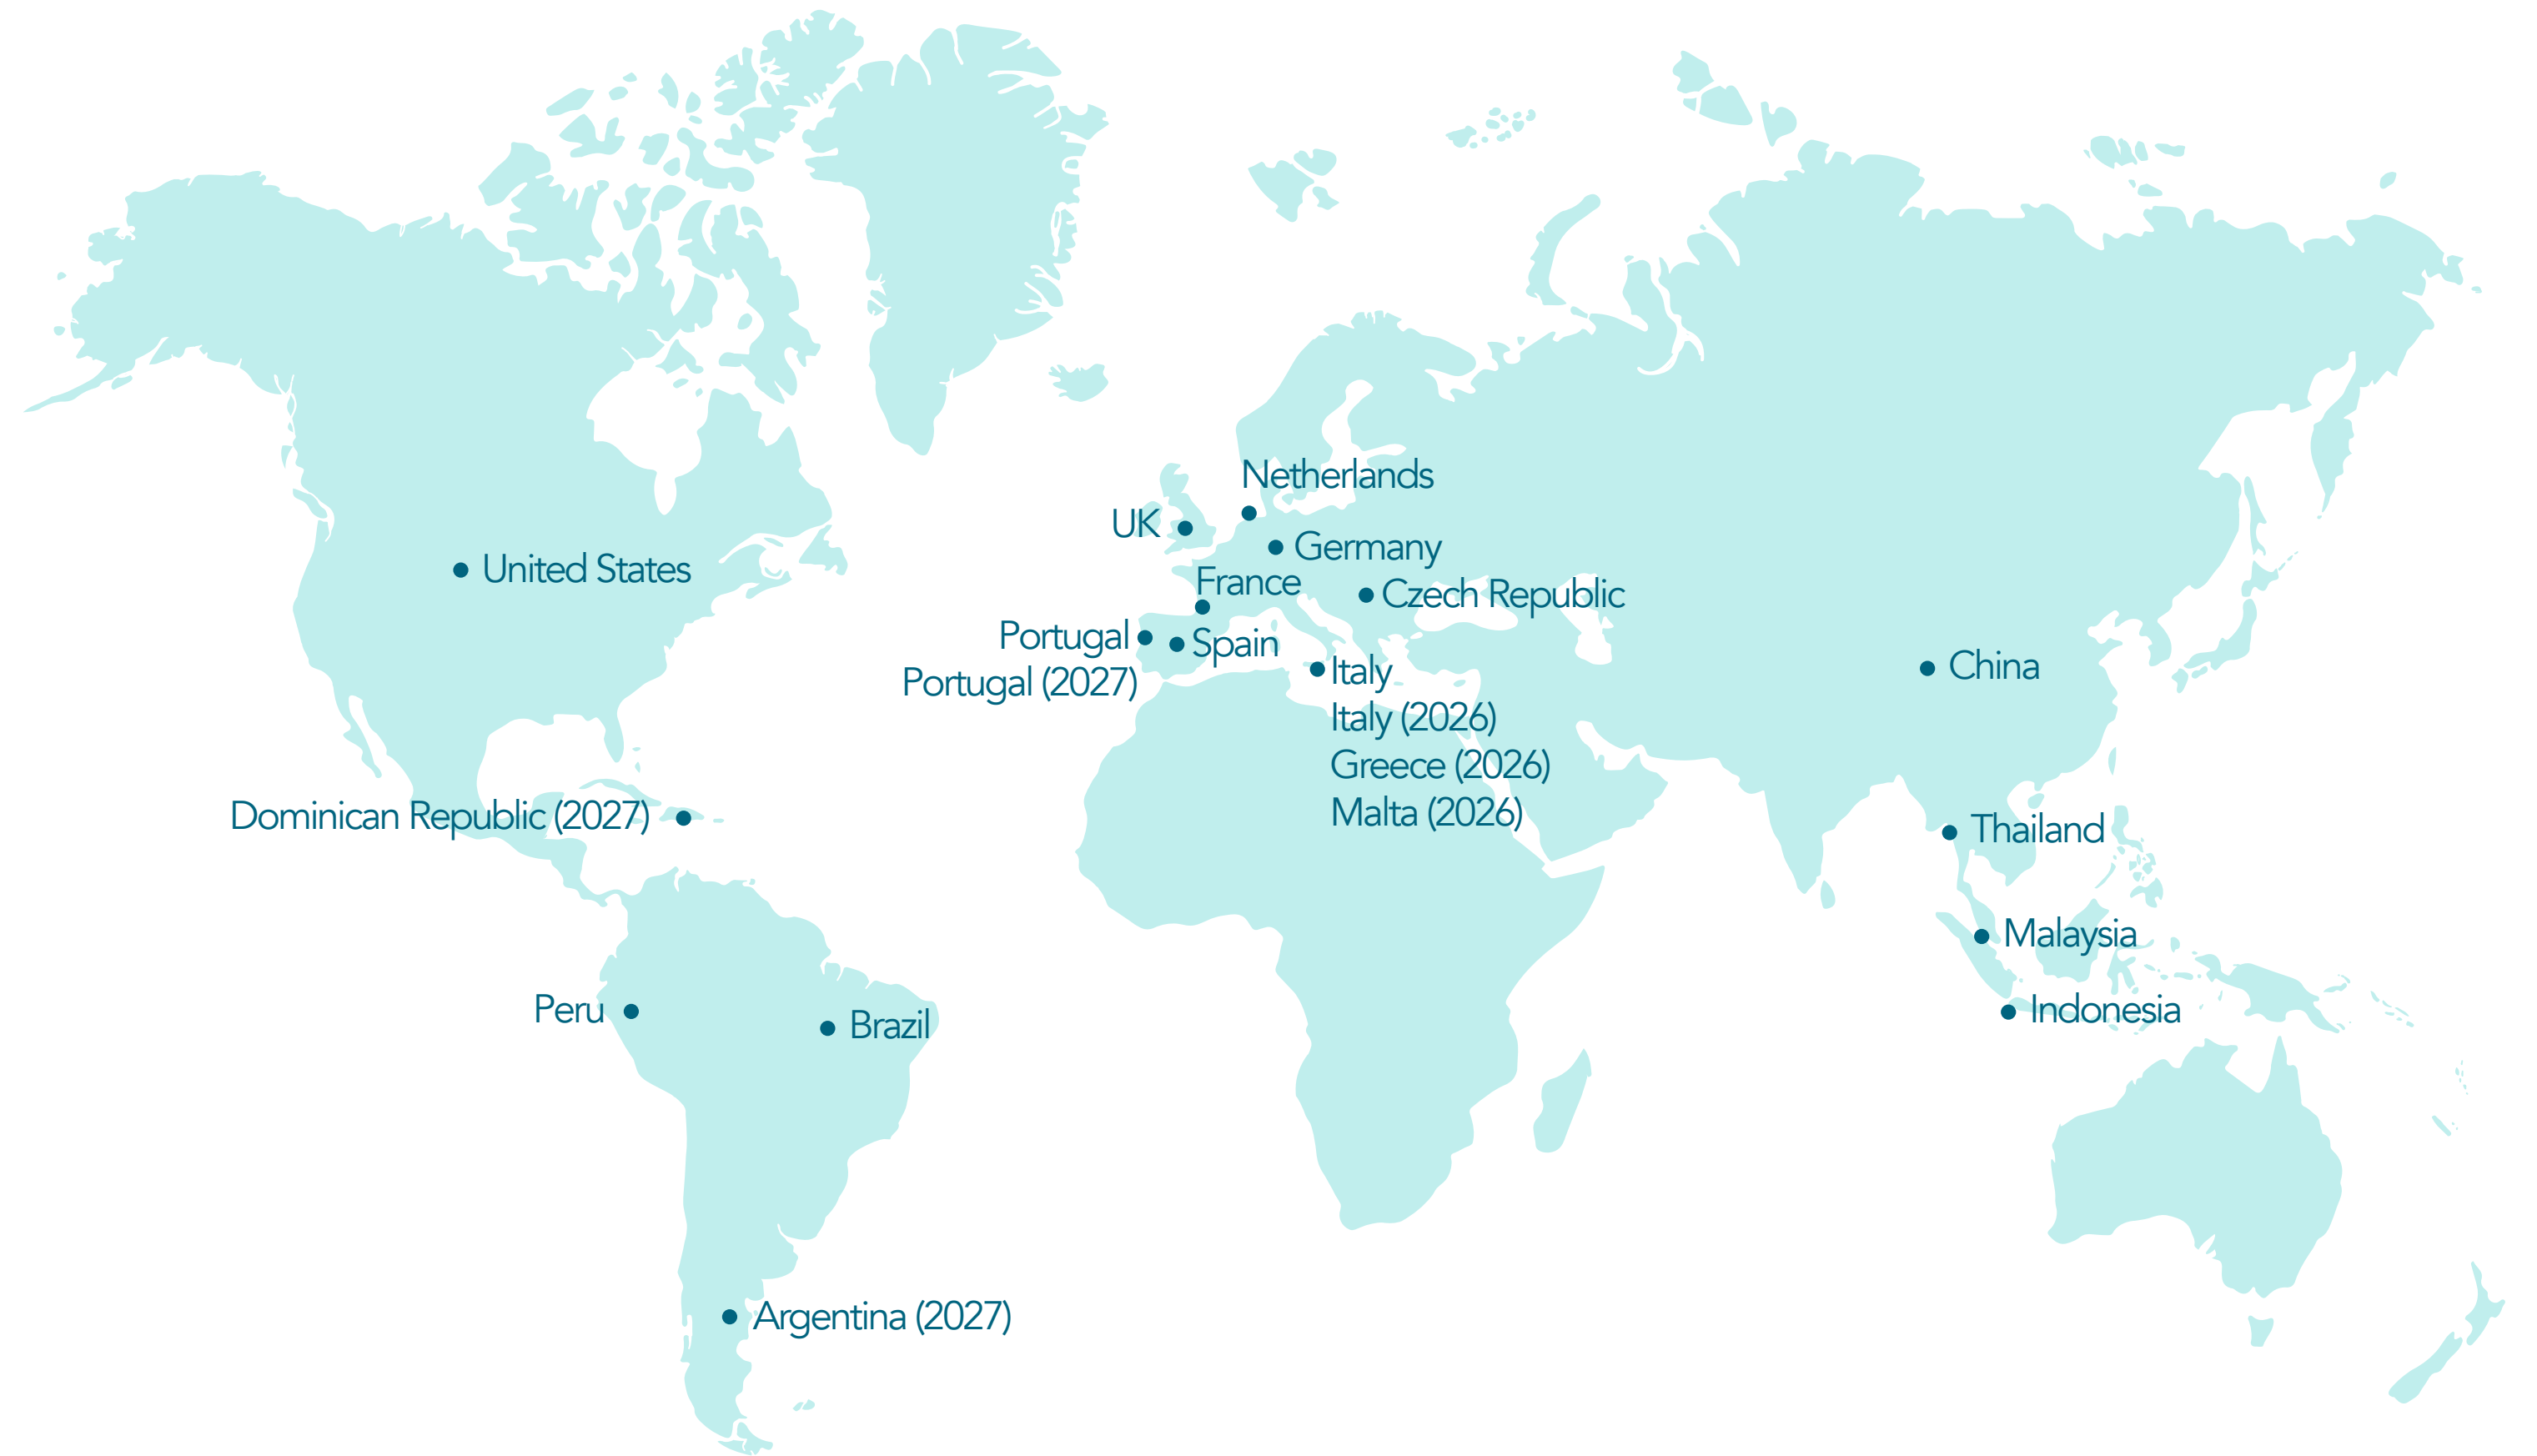 Netherlands
UK
Germany
United States
France
Czech Republic
Portugal
Spain
Portugal (2027)
Italy
China
Italy (2026)
Greece (2026)
Malta (2026)
Dominican Republic (2027)
Thailand
Malaysia
Peru
Brazil
Indonesia
Argentina (2027)